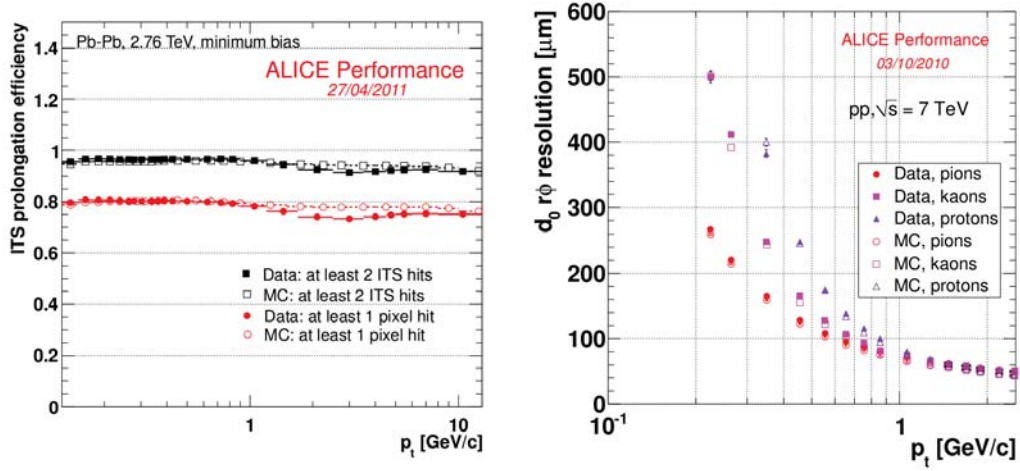 Pb-Pb, 2.76 TeV, minimum bias
ALICE Performance
27/04/2011
ITS prolongation efficiency
1.4
1.2
1
0.8
0.6
0.4
0.2
0
Data: at least 2 ITS hits
MC: at least 2 ITS hits
Data: at least 1 pixel hit
MC: at least 1 pixel hit
1
10
pt [GeV/c]
d0 rφ resolution [μm]
600
500
400
300
200
100
0
ALICE Performance
03/10/2010
pp,√s = 7 TeV
Data, pions
Data, kaons
Data, protons
MC, pions
MC, kaons
MC, protons
10-1
1
pt [GeV/c]